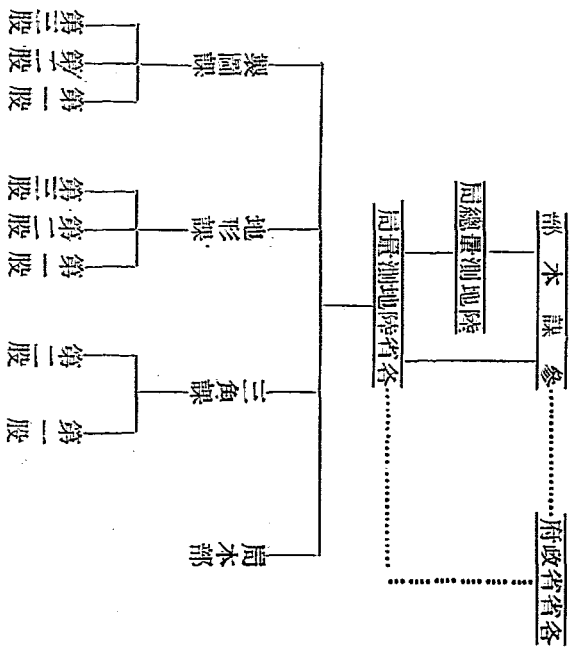 參謀本部
各省省政府
陸地測量總局
各省陸地測量局
局本部
三角課
地形課
製圖課
第一股
第二股
第一股
第二股
第三股
第一股
第二股
第三股